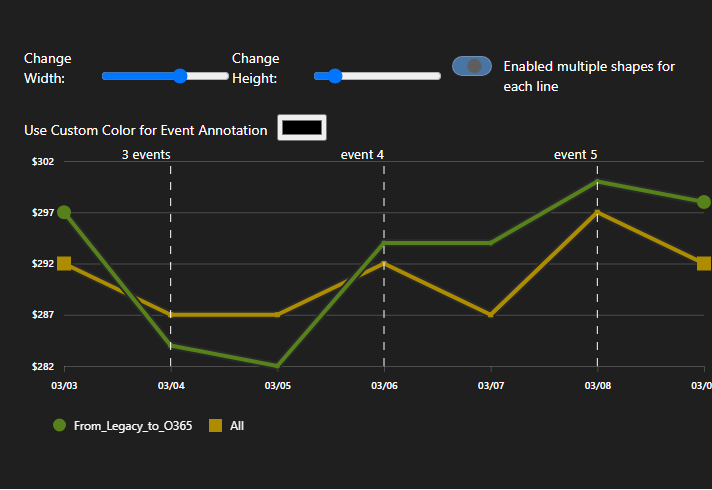 Change Width:
Change Height:
Enabled multiple shapes for each line
Use Custom Color for Event Annotation
3 events
event 4
event 5
$302
$297
$292
$287
$282
03/03
03/04
03/05
03/06
03/07
03/08
03/0
From_Legacy_to_O365
All